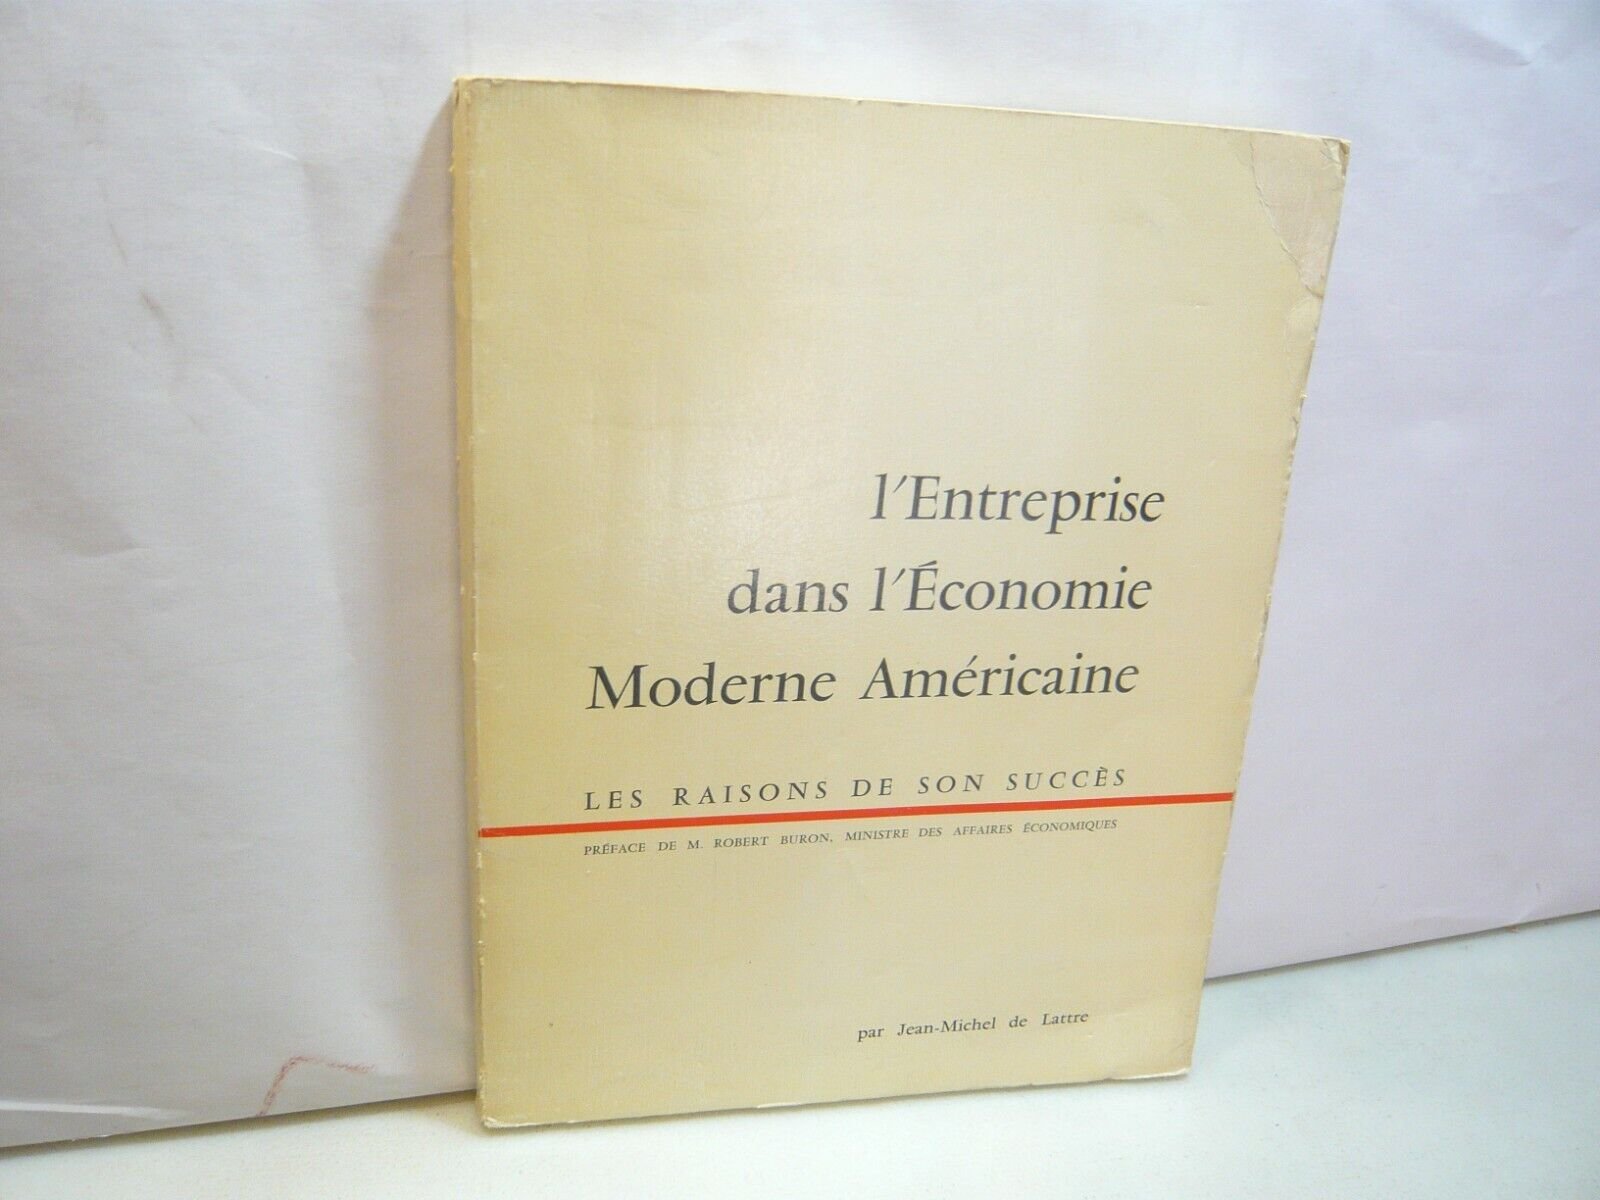 l'Entreprise
dans l'Économie
Moderne Américaine
LES RAISONS DE SON SUCCÈS
PRÉFACE DE M. ROBERT BURON, MINISTRE DES AFFAIRES ÉCONOMIQUES
par Jean-Michel de Lattre